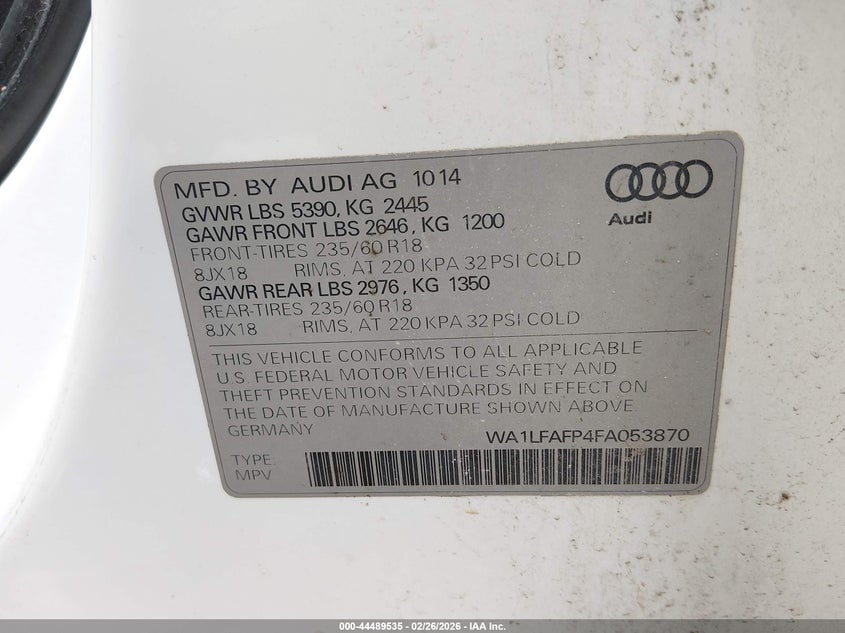 MFD. BY AUDI AG 1014
GVWR LBS 5390, KG 2445
GAWR FRONT LBS 2646, KG 1200
FRONT-TIRES 235/60 R18
8JX18 RIMS, AT 220 KPA 32 PSI COLD
GAWR REAR LBS 2976, KG 1350
REAR-TIRES 235/60 R18
8JX18 RIMS, AT 220 KPA 32 PSI COLD
Audi
THIS VEHICLE CONFORMS TO ALL APPLICABLE
U.S. FEDERAL MOTOR VEHICLE SAFETY AND
THEFT PREVENTION STANDARDS IN EFFECT ON
THE DATE OF MANUFACTURE SHOWN ABOVE.
GERMANY WA1LFAFP4FA053870
TYPE:
MPV
000-44489535 - 02/26/2026 - IAA Inc.